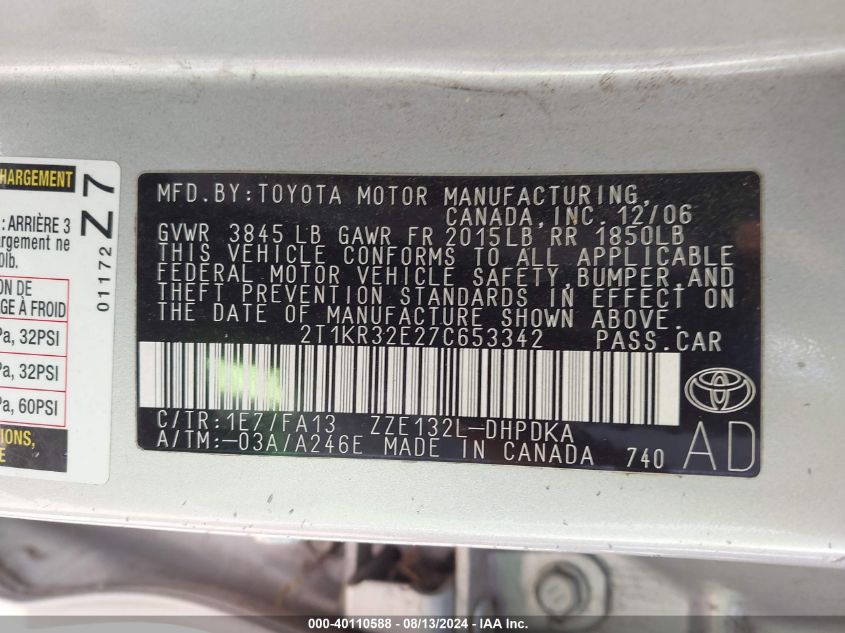 HARGEMENT
: ARRIÈRE 3
argement ne
0lb.
ON DE
AGE À FROID
Pa, 32PSI
Pa, 32PSI
Pa, 60PSI
IONS,
E
01172
Z7
MFD.BY:TOYOTA MOTOR MANUFACTURING,
CANADA,INC. 12/06
GVWR 3845 LB GAWR FR 2015LB RR 1850LB
THIS VEHICLE CONFORMS TO ALL APPLICABLE
FEDERAL MOTOR VEHICLE SAFETY,BUMPER,AND
THEFT PREVENTION STANDARDS IN EFFECT ON
THE DATE OF MANUFACTURE SHOWN ABOVE.
2T1KR32E27C653342 PASS.CAR
C/TR:1E7/FA13 ZZE132L-DHPDKA
A/TM:-03A/A246E MADE IN CANADA 740
AD
000-40110588 - 08/13/2024 - IAA Inc.